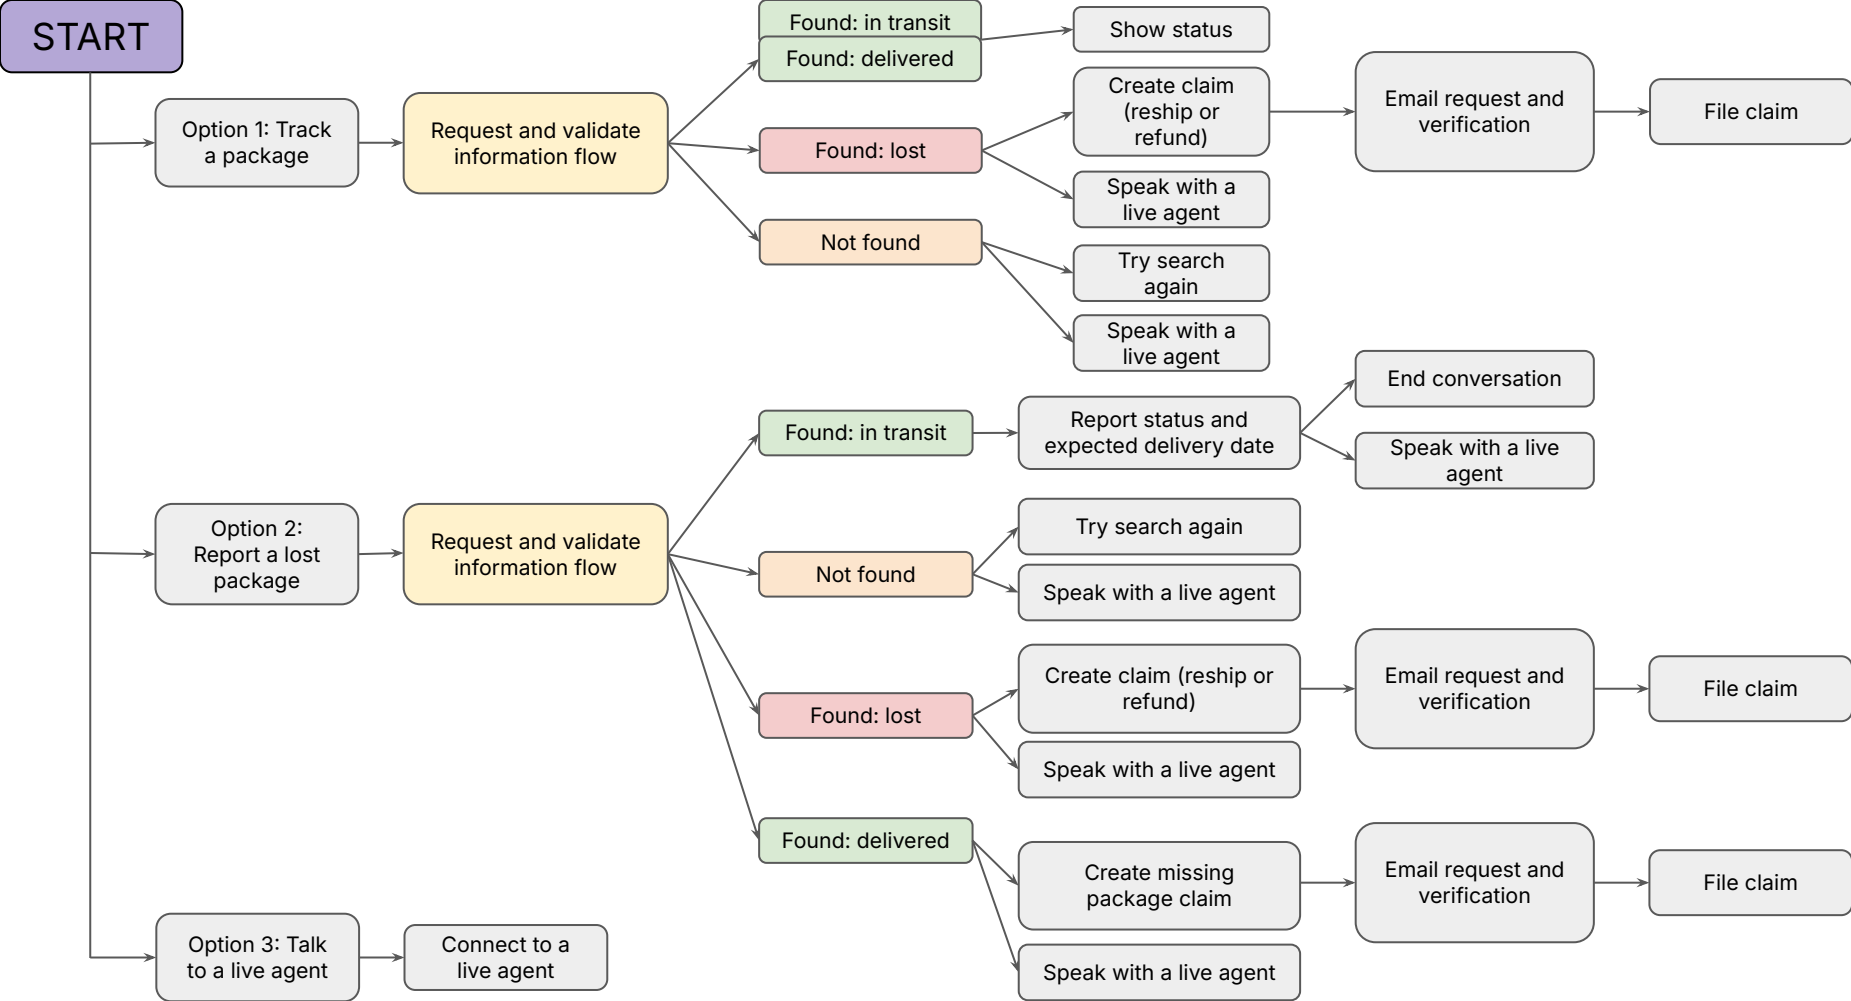 START
Option 1: Track
a package
Request and validate
information flow
Found: in transit
Found: delivered
Show status
Found: lost
Create claim
(reship or
refund)
Email request and
verification
File claim
Speak with a
live agent
Not found
Try search
again
Speak with a
live agent
Option 2:
Report a lost
package
Request and validate
information flow
Found: in transit
Report status and
expected delivery date
End conversation
Speak with a live
agent
Not found
Try search again
Speak with a live agent
Found: lost
Create claim (reship or
refund)
Email request and
verification
File claim
Speak with a live agent
Found: delivered
Create missing
package claim
Email request and
verification
File claim
Speak with a live agent
Option 3: Talk
to a live agent
Connect to a
live agent